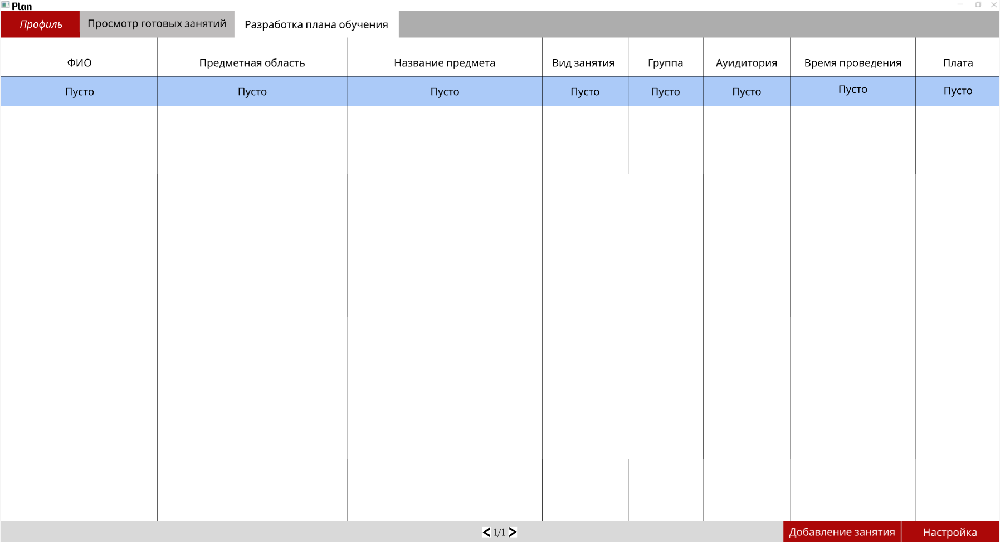 Plan
Профиль Просмотр готовых занятий Разработка плана обучения
ФИО Предметная область Название предмета Вид занятия Группа Ауидитория Время проведения Плата
Пусто Пусто Пусто Пусто Пусто Пусто Пусто Пусто
< 1/1 > Добавление занятия Настройка